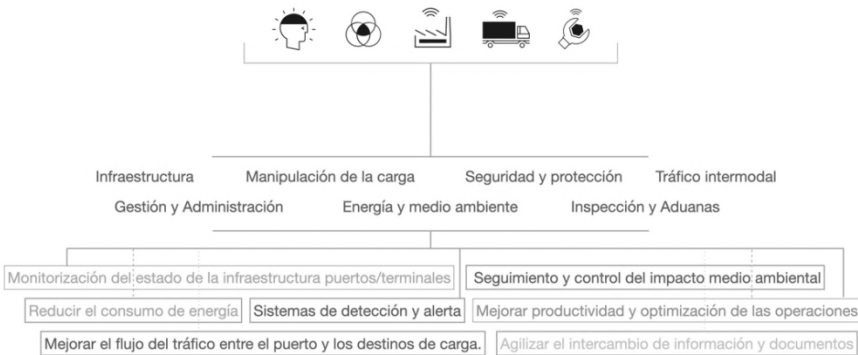 Infraestructura Manipulación de la carga Seguridad y protección Tráfico intermodal
Gestión y Administración Energía y medio ambiente Inspección y Aduanas
Monitorización del estado de la infraestructura puertos/terminales Seguimiento y control del impacto medio ambiental
Reducir el consumo de energía Sistemas de detección y alerta Mejorar productividad y optimización de las operaciones
Mejorar el flujo del tráfico entre el puerto y los destinos de carga. Agilizar el intercambio de información y documentos